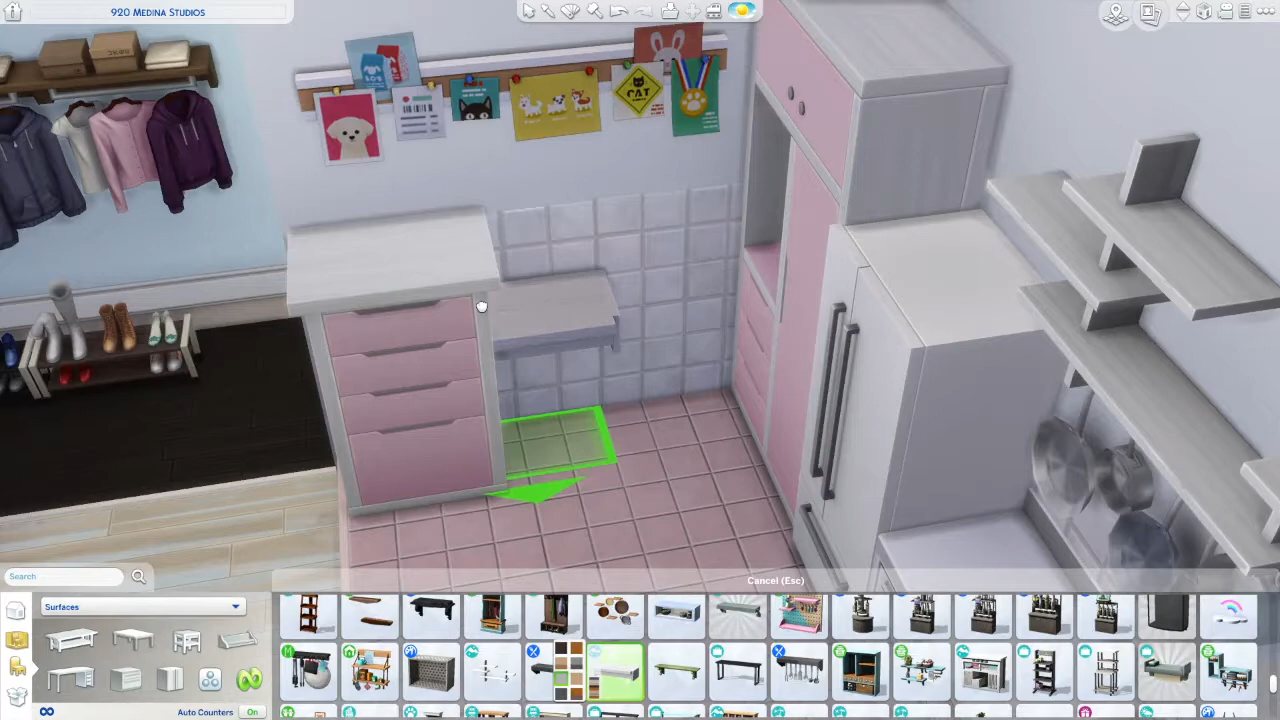 920 MEDINA STUDIOS
CAT
Cancel (Esc)
Search
Surfaces
Auto Counters
On